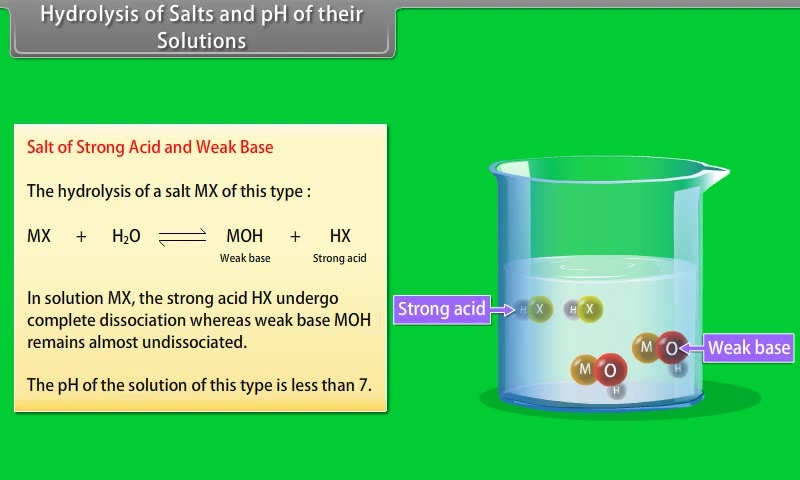 Hydrolysis of Salts and pH of their
Solutions
Salt of Strong Acid and Weak Base
The hydrolysis of a salt MX of this type :
MX + H₂O ⇌ MOH + HX
Weak base Strong acid
In solution MX, the strong acid HX undergo
complete dissociation whereas weak base MOH
remains almost undissociated.
The pH of the solution of this type is less than 7.
Strong acid
H X H X
M O
H
Weak base
M O
H